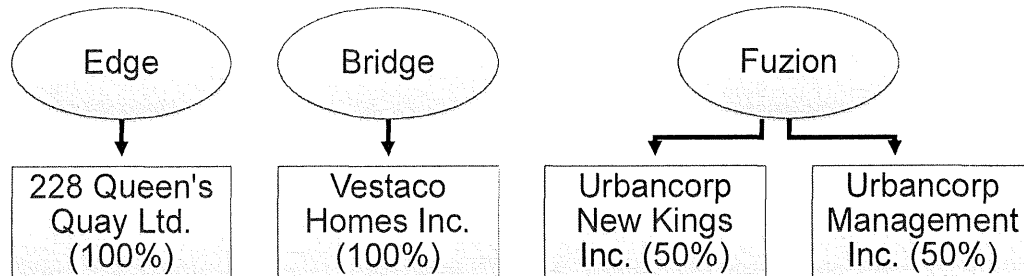 Edge
Bridge
Fuzion
228 Queen's
Quay Ltd.
(100%)
Vestaco
Homes Inc.
(100%)
Urbancorp
New Kings
Inc. (50%)
Urbancorp
Management
Inc. (50%)